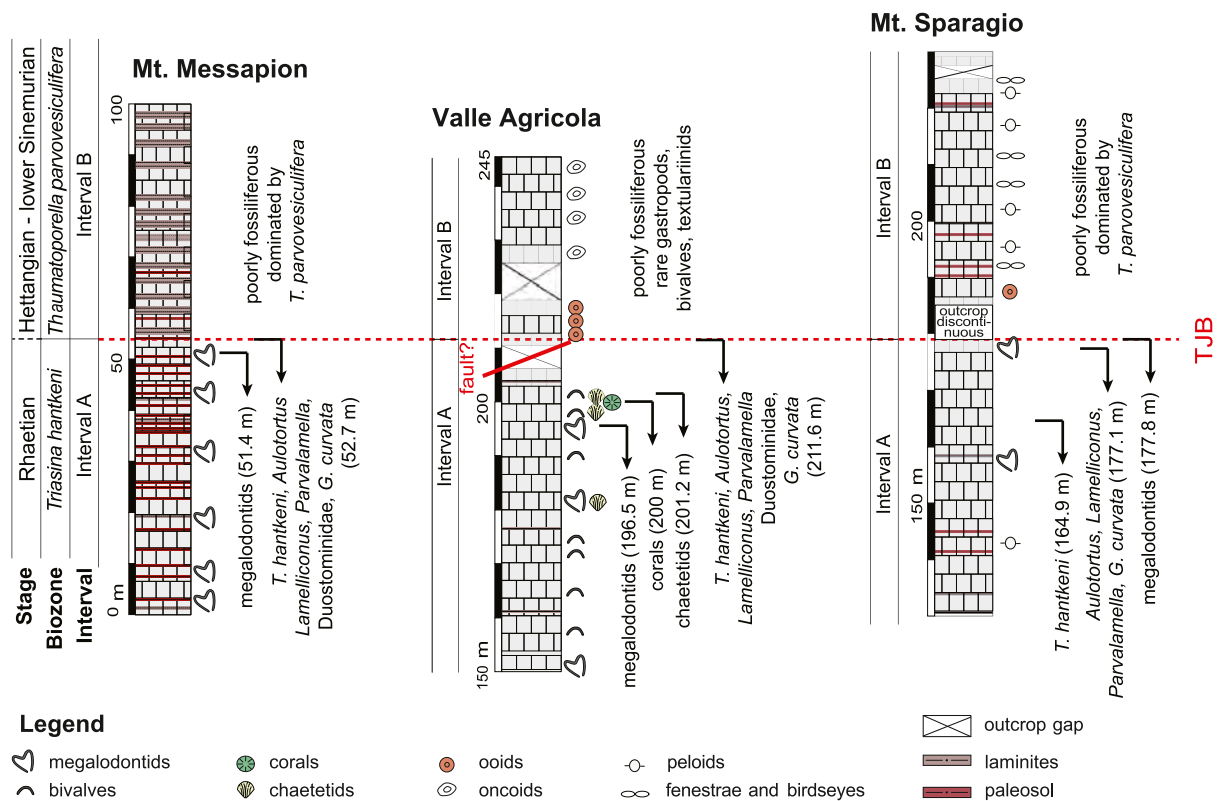 Mt. Messapion
Valle Agricola
Mt. Sparagio
Stage
Rhaetian
Hettangian - lower Sinemurian
Biozone
Triasina hantkeni
Thaumatoporella parvovesiculifera
Interval
Interval A
Interval B
0 m
50
100
poorly fossiliferous
dominated by
T. parvovesiculifera
megalodontids (51.4 m)
T. hantkeni, Aulotortus
Lamelliconus, Parvalamella,
Duostominidae, G. curvata
(52.7 m)
Interval A
Interval B
150 m
200
245
fault?
poorly fossiliferous
rare gastropods,
bivalves, textulariinids
megalodontids (196.5 m)
corals (200 m)
chaetetids (201.2 m)
T. hantkeni, Aulotortus,
Lamelliconus, Parvalamella
Duostominidae,
G. curvata
(211.6 m)
Interval A
Interval B
150 m
200
outcrop
disconti-
nuous
poorly fossiliferous
dominated by
T. parvovesiculifera
T. hantkeni (164.9 m)
Aulotortus, Lamelliconus,
Parvalamella, G. curvata (177.1 m)
megalodontids (177.8 m)
TJB
Legend
megalodontids
bivalves
corals
chaetetids
ooids
oncoids
peloids
fenestrae and birdseyes
outcrop gap
laminites
paleosol